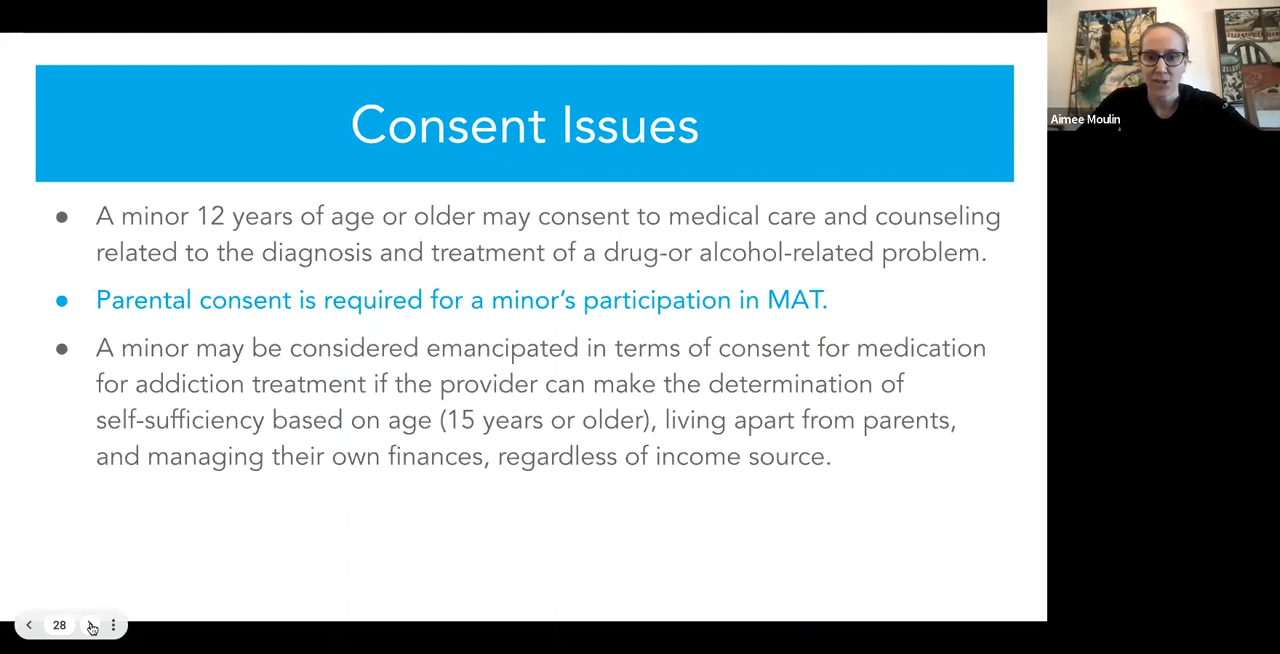 Consent Issues
● A minor 12 years of age or older may consent to medical care and counseling
related to the diagnosis and treatment of a drug-or alcohol-related problem.
● Parental consent is required for a minor’s participation in MAT.
● A minor may be considered emancipated in terms of consent for medication
for addiction treatment if the provider can make the determination of
self-sufficiency based on age (15 years or older), living apart from parents,
and managing their own finances, regardless of income source.
28
Aimee Moulin